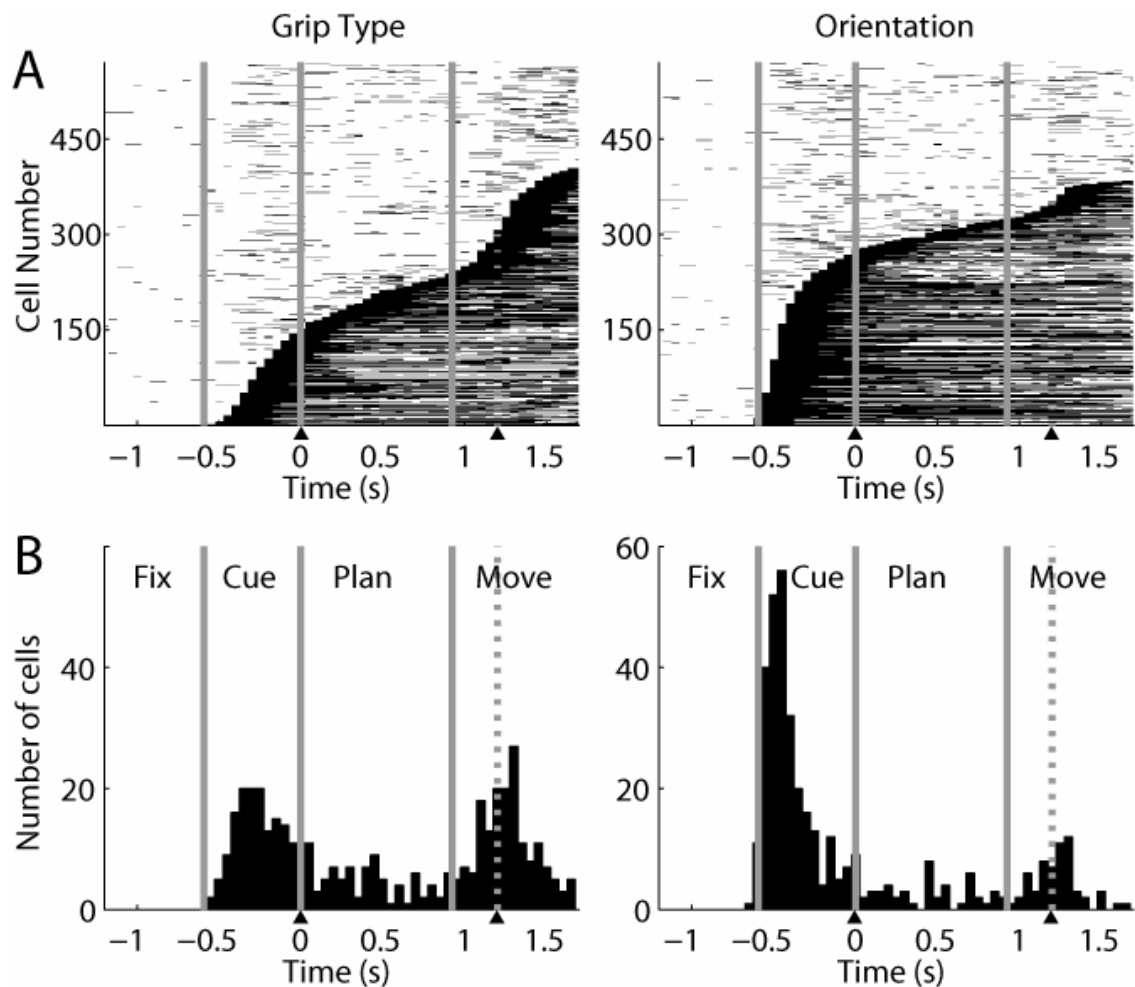 Grip Type
Orientation
A
450
300
150
Cell Number
−1 −0.5 0 0.5 1 1.5
Time (s)
450
300
150
−1 −0.5 0 0.5 1 1.5
Time (s)
B
Fix Cue Plan Move
40
20
0
Number of cells
−1 −0.5 0 0.5 1 1.5
Time (s)
60
Fix Cue Plan Move
40
20
0
−1 −0.5 0 0.5 1 1.5
Time (s)